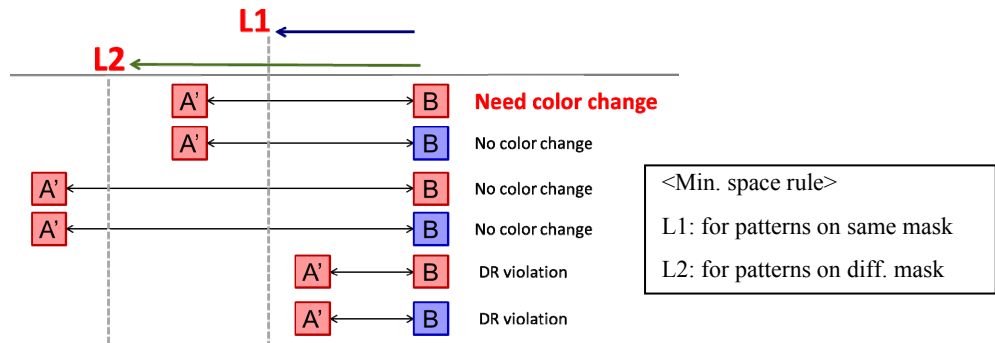 L1
L2
A' B Need color change
A' B No color change
A' B No color change
A' B No color change
A' B DR violation
A' B DR violation
<Min. space rule>
L1: for patterns on same mask
L2: for patterns on diff. mask